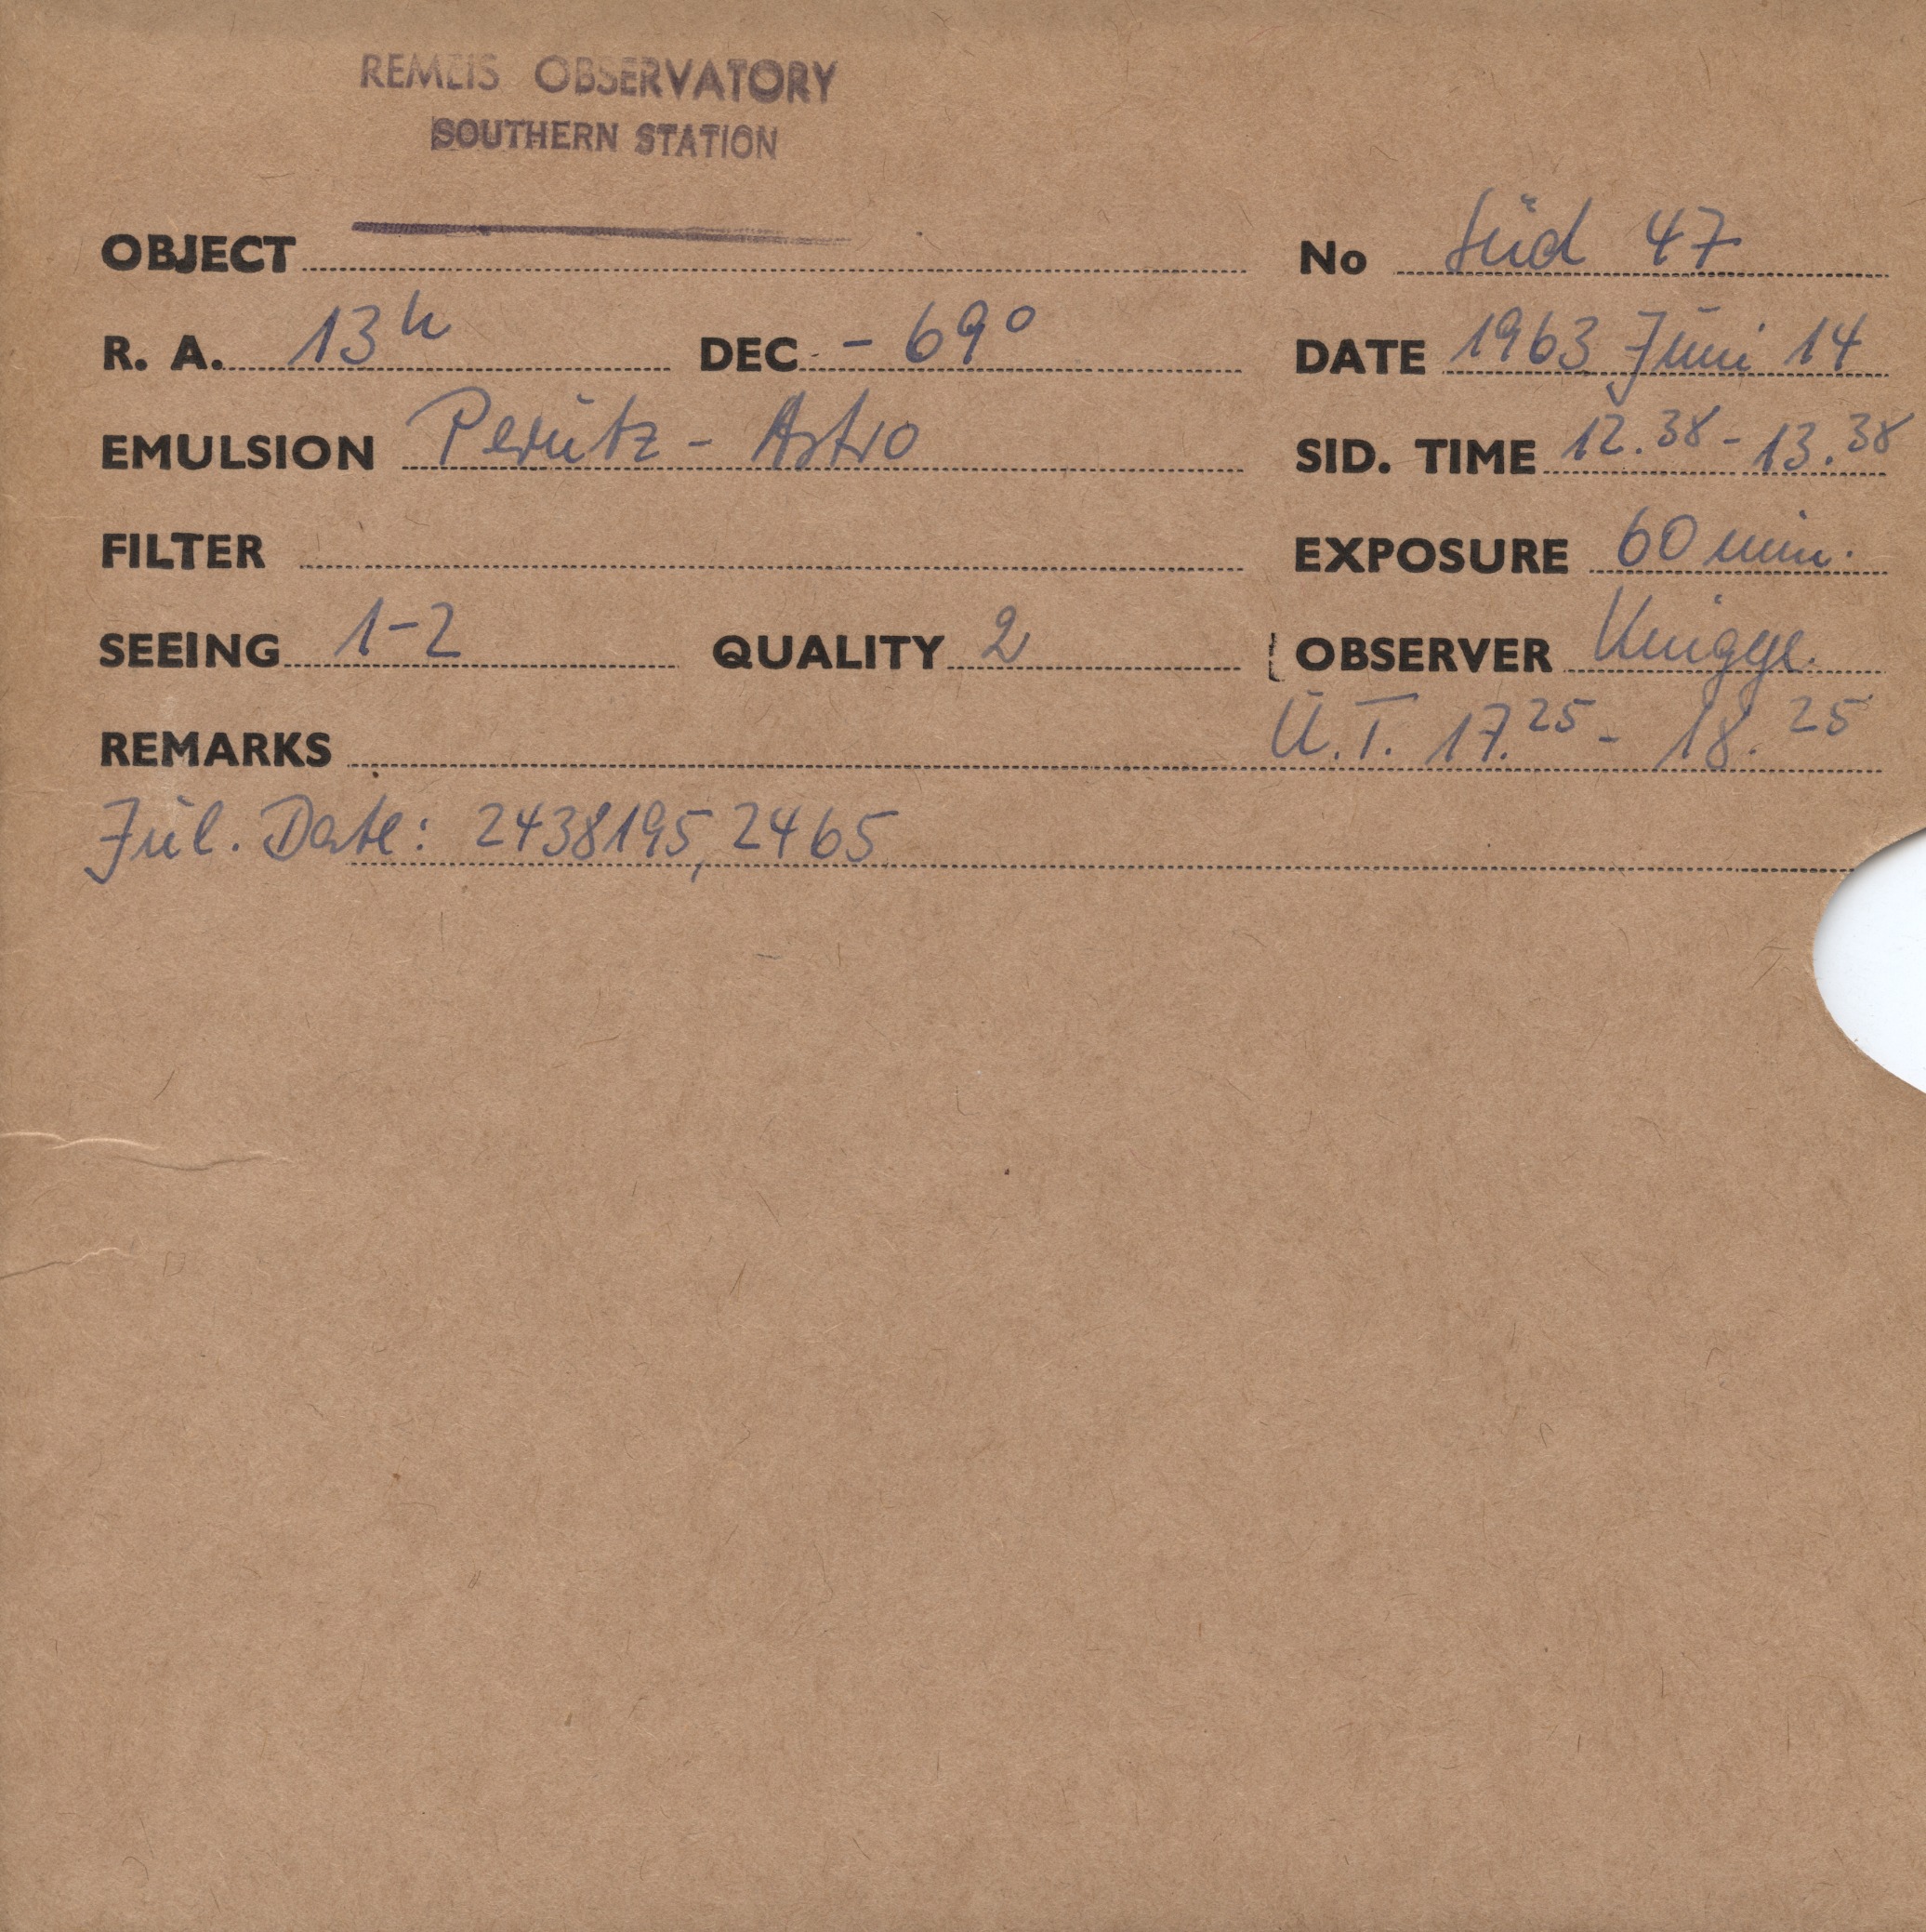 REMEIS OBSERVATORY
SOUTHERN STATION
OBJECT No Süd 47
R. A. 13h DEC - 69° DATE 1963 Juni 14
EMULSION Perutz - Astro SID. TIME 12.38 - 13.38
FILTER EXPOSURE 60 min.
SEEING 1-2 QUALITY 2 OBSERVER Knigge.
REMARKS U.T. 17.25 - 18.25
Jul. Date: 2438195,2465